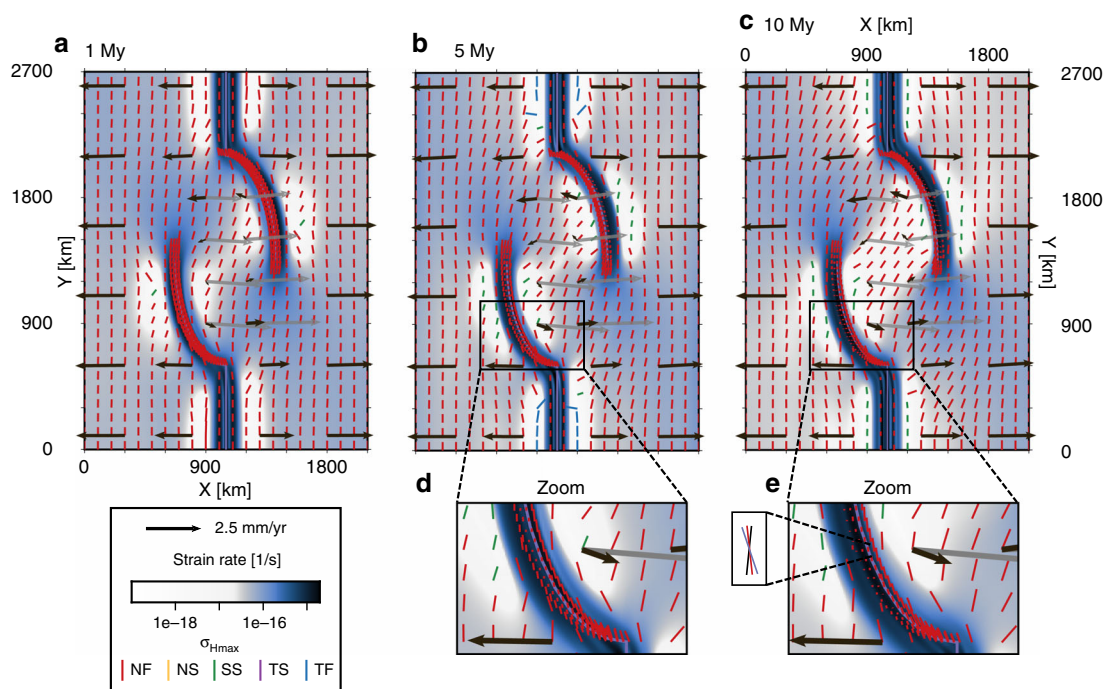 a 1 My
b 5 My
c 10 My X [km]
0 900 1800
2700
1800
Y [km]
900
0
0 900 1800
X [km]
2700
1800
Y [km]
900
0
2.5 mm/yr
Strain rate [1/s]
1e–18 1e–16
σHmax
NF NS SS TS TF
d Zoom
e Zoom